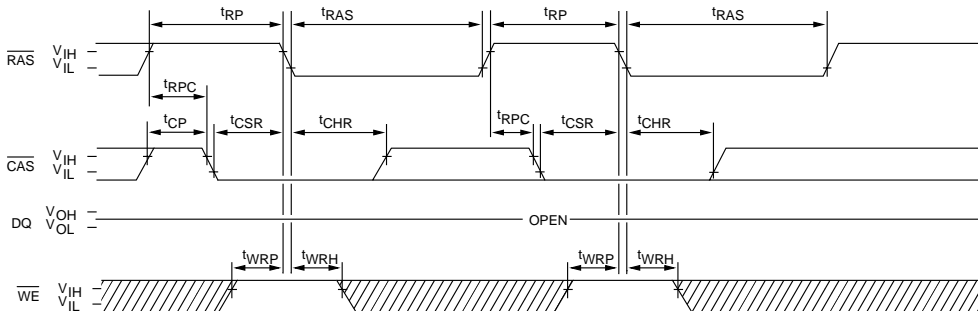 tRP tRAS tRP tRAS
RAS VIH VIL
tRPC
tCP tCSR tCHR tRPC tCSR tCHR
CAS VIH VIL
DQ VOH VOL OPEN
tWRP tWRH tWRP tWRH
WE VIH VIL